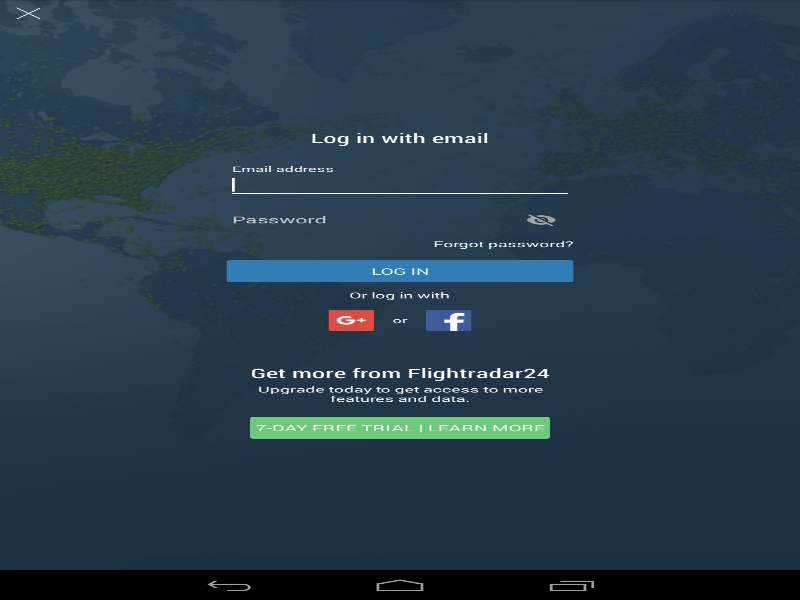 Log in with email
Email address
Password
Forgot password?
LOG IN
Or log in with
G+ or f
Get more from Flightradar24
Upgrade today to get access to more
features and data.
7-DAY FREE TRIAL | LEARN MORE